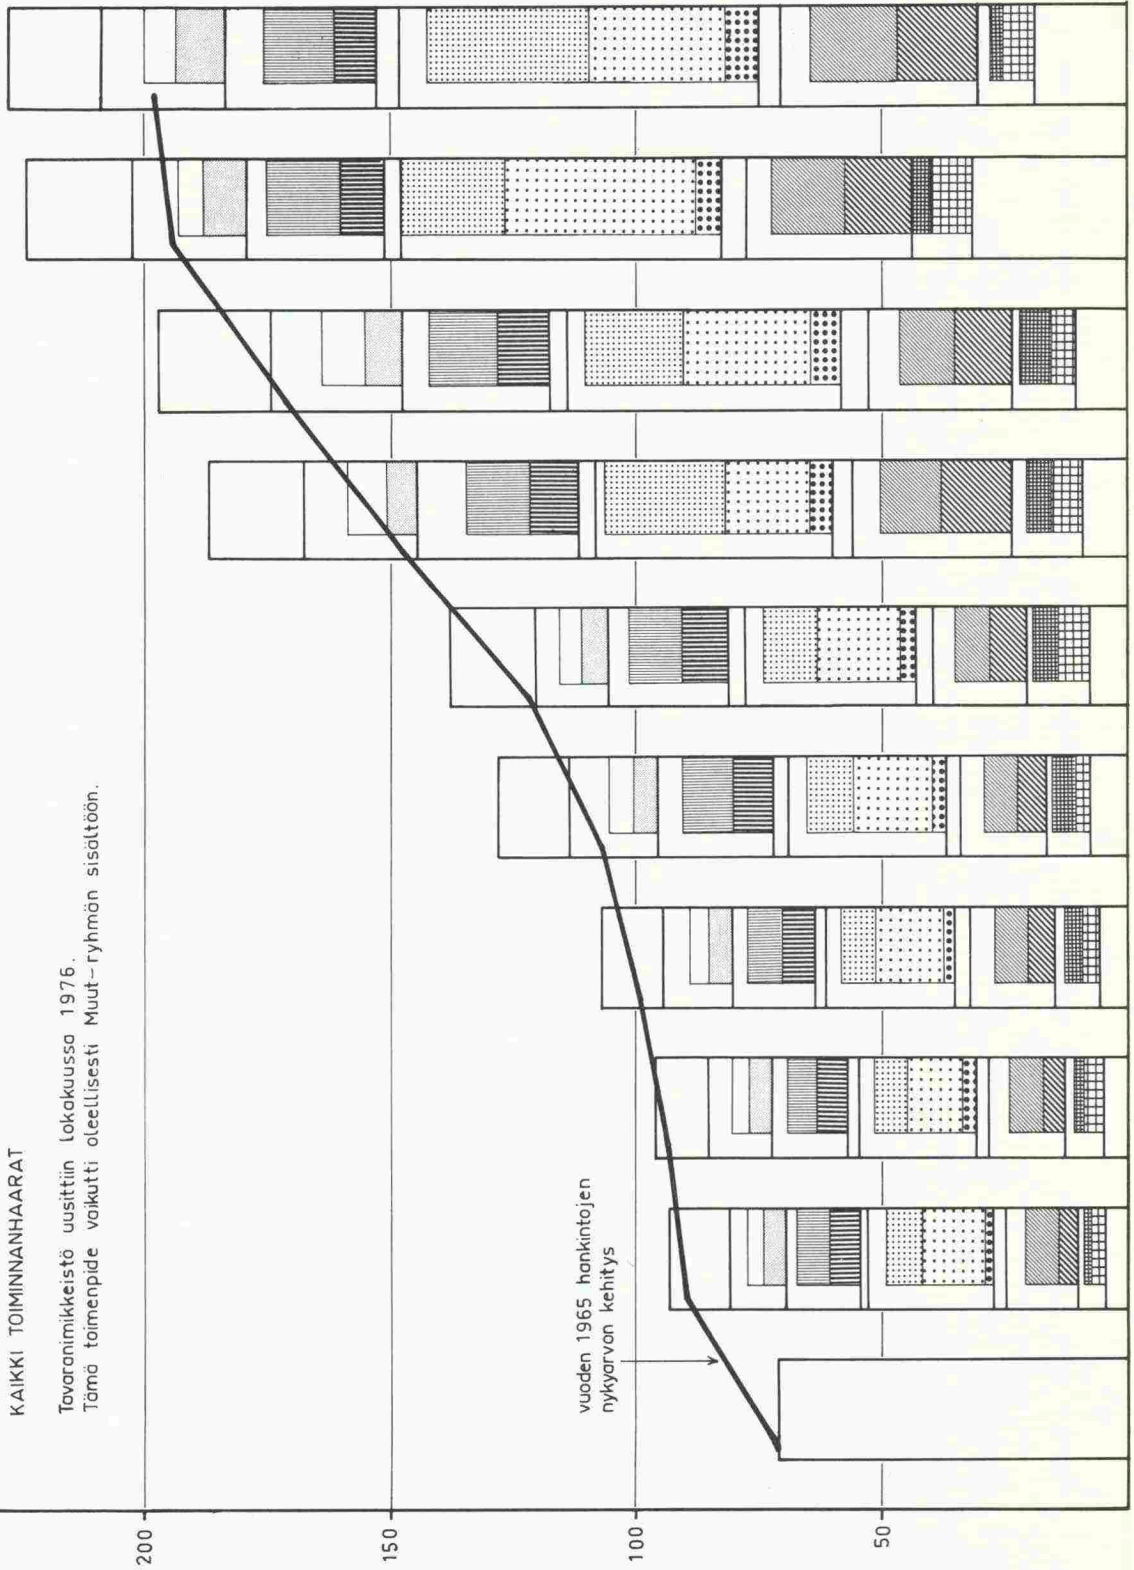 KAIKKI TOIMINNANHAARAT
Tavaranimikkeistö uusittiin lokakuussa 1976.
Tämä toimenpide vaikutti oleellisesti Muut-ryhmän sisältöön.
200
150
100
50
vuoden 1965 hankintojen
nykyarvon kehitys